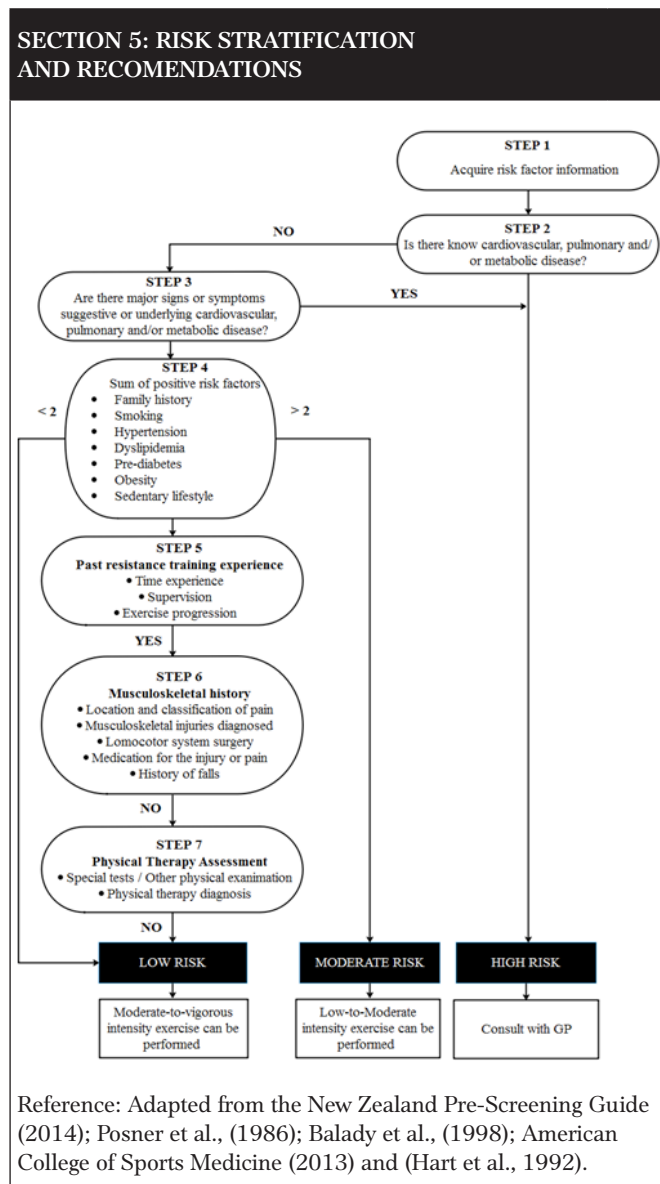 SECTION 5: RISK STRATIFICATION
AND RECOMENDATIONS
STEP 1
Acquire risk factor information
STEP 2
Is there know cardiovascular, pulmonary and/
or metabolic disease?
NO
STEP 3
Are there major signs or symptoms
suggestive or underlying cardiovascular,
pulmonary and/or metabolic disease?
YES
STEP 4
Sum of positive risk factors
• Family history
• Smoking
• Hypertension
• Dyslipidemia
• Pre-diabetes
• Obesity
• Sedentary lifestyle
< 2
> 2
STEP 5
Past resistance training experience
• Time experience
• Supervision
• Exercise progression
YES
STEP 6
Musculoskeletal history
• Location and classification of pain
• Musculoskeletal injuries diagnosed
• Lomocotor system surgery
• Medication for the injury or pain
• History of falls
NO
STEP 7
Physical Therapy Assessment
• Special tests / Other physical exanimation
• Physical therapy diagnosis
NO
LOW RISK
MODERATE RISK
HIGH RISK
Moderate-to-vigorous
intensity exercise can be
performed
Low-to-Moderate
intensity exercise can be
performed
Consult with GP
Reference: Adapted from the New Zealand Pre-Screening Guide
(2014); Posner et al., (1986); Balady et al., (1998); American
College of Sports Medicine (2013) and (Hart et al., 1992).